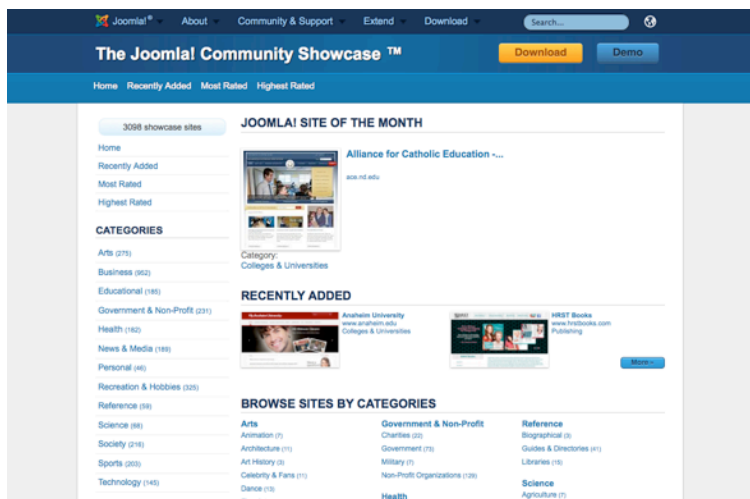 Joomla!® About Community & Support Extend Download Search...
The Joomla! Community Showcase ™ Download Demo
Home Recently Added Most Rated Highest Rated
3098 showcase sites
Home
Recently Added
Most Rated
Highest Rated
CATEGORIES
Arts (275)
Business (952)
Educational (185)
Government & Non-Profit (231)
Health (162)
News & Media (189)
Personal (46)
Recreation & Hobbies (325)
Reference (59)
Science (68)
Society (216)
Sports (203)
Technology (145)
JOOMLA! SITE OF THE MONTH
Alliance for Catholic Education -...
ace.nd.edu
Category:
Colleges & Universities
RECENTLY ADDED
Anaheim University
www.anaheim.edu
Colleges & Universities
HRST Books
www.hrstbooks.com
Publishing
More ›
BROWSE SITES BY CATEGORIES
Arts
Animation (7)
Architecture (11)
Art History (3)
Celebrity & Fans (11)
Dance (13)
Government & Non-Profit
Charities (22)
Government (73)
Military (7)
Non-Profit Organizations (129)
Health
Reference
Biographical (3)
Guides & Directories (41)
Libraries (15)
Science
Agriculture (7)